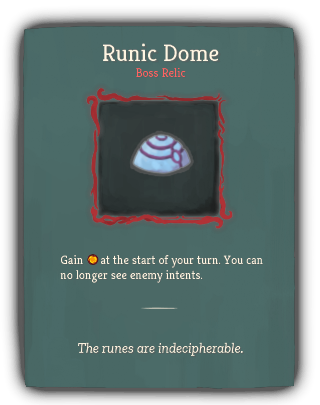 Runic Dome
Boss Relic
Gain at the start of your turn. You can
no longer see enemy intents.
The runes are indecipherable.